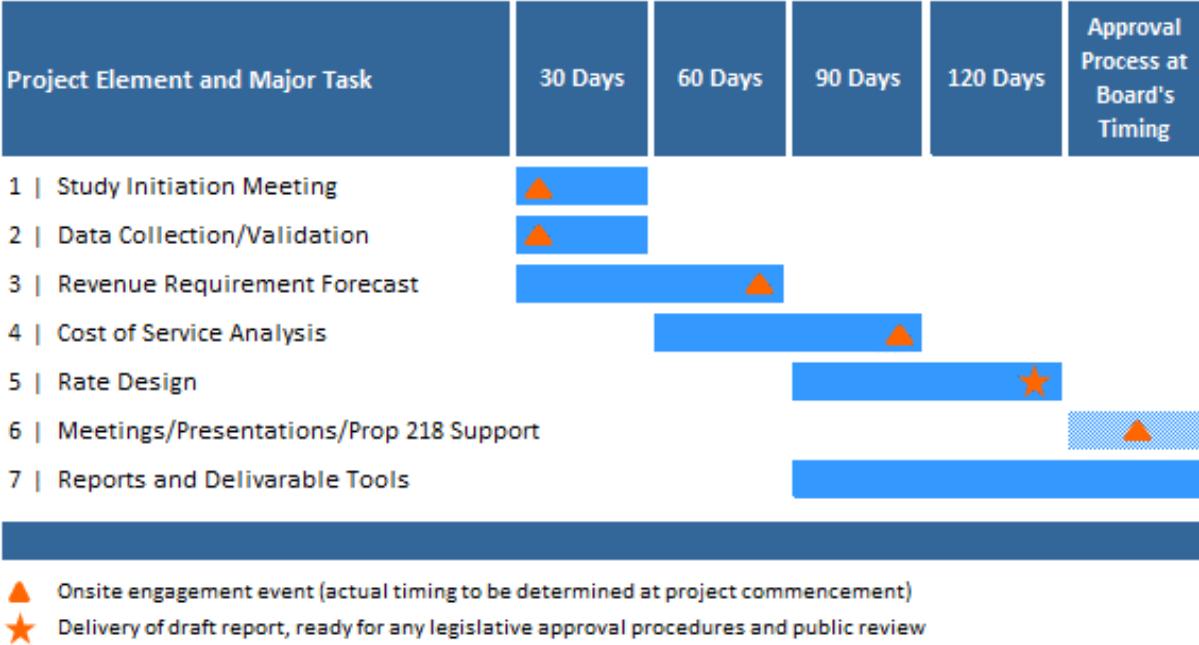 Project Element and Major Task
30 Days
60 Days
90 Days
120 Days
Approval
Process at
Board's
Timing
1 | Study Initiation Meeting
2 | Data Collection/Validation
3 | Revenue Requirement Forecast
4 | Cost of Service Analysis
5 | Rate Design
6 | Meetings/Presentations/Prop 218 Support
7 | Reports and Delivarable Tools
Onsite engagement event (actual timing to be determined at project commencement)
Delivery of draft report, ready for any legislative approval procedures and public review